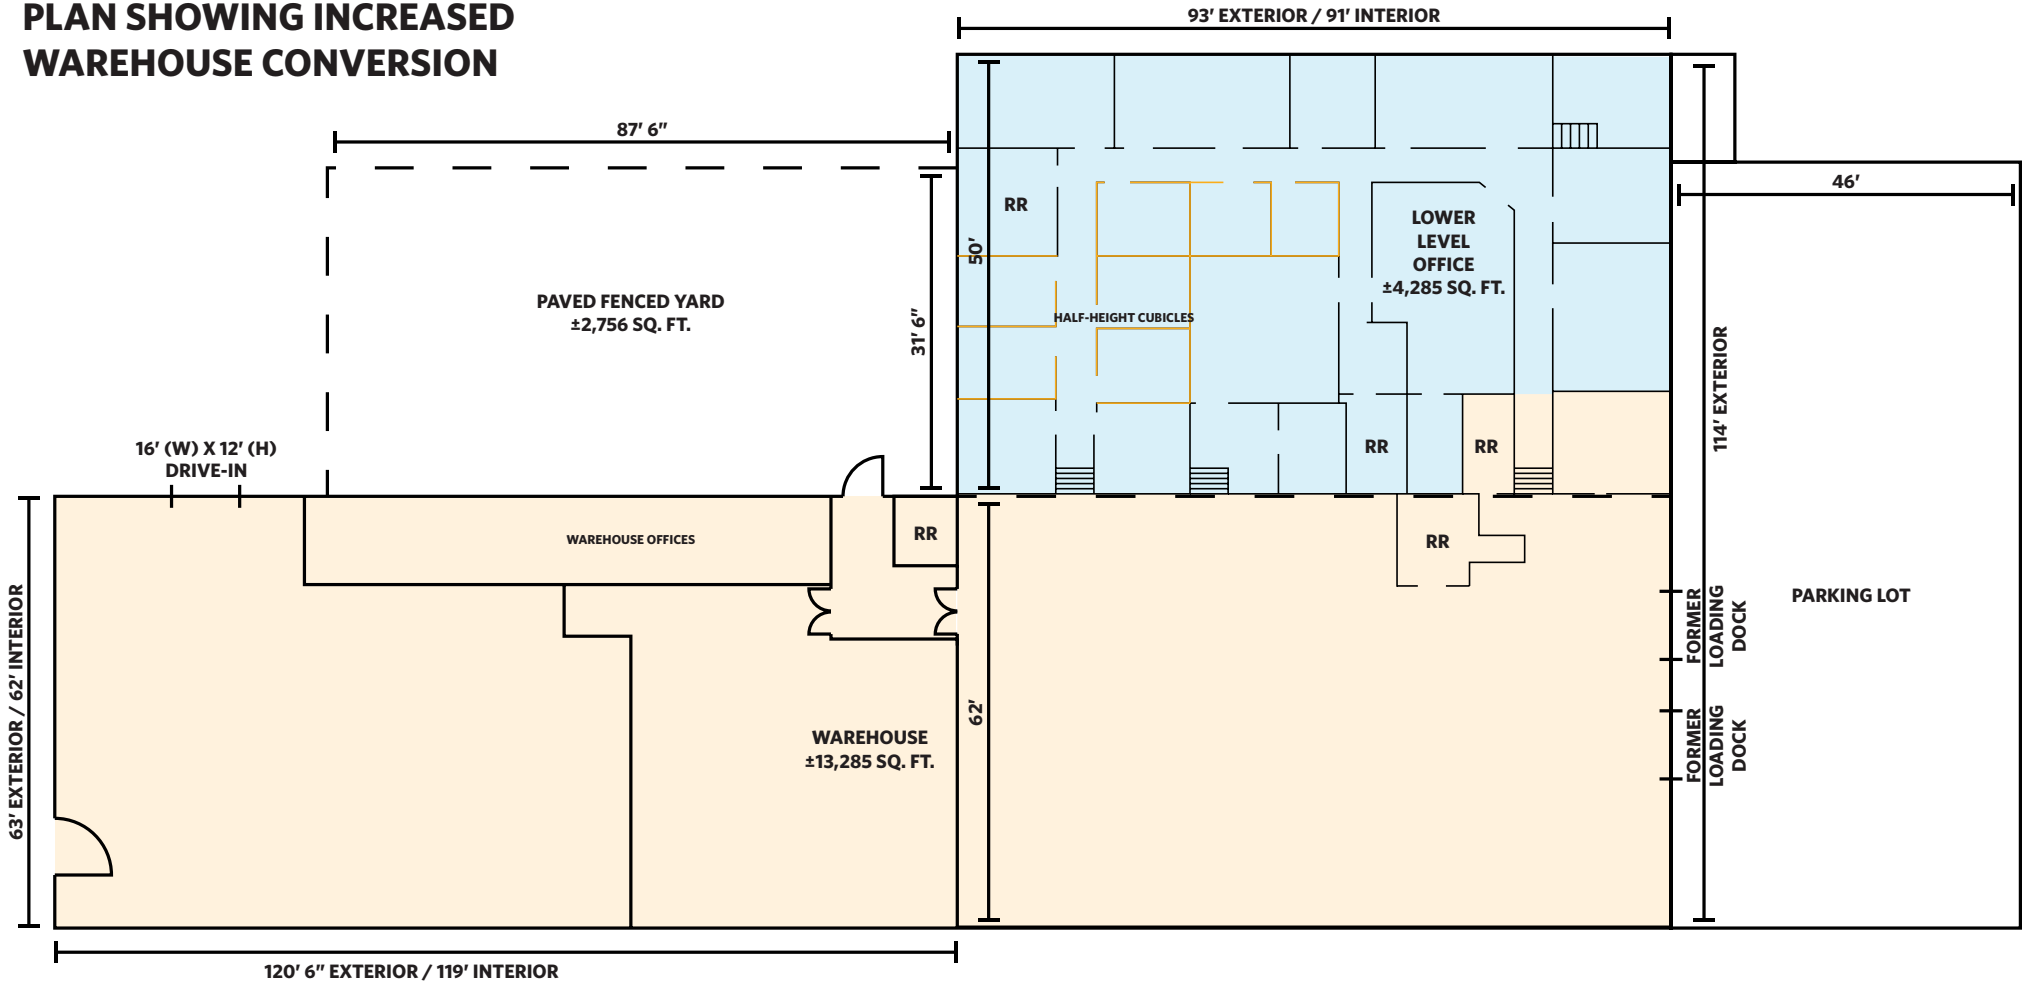 PLAN SHOWING INCREASED
WAREHOUSE CONVERSION
93′ EXTERIOR / 91′ INTERIOR
87′ 6″
46′
RR
LOWER
LEVEL
OFFICE
±4,285 SQ. FT.
50′
PAVED FENCED YARD
±2,756 SQ. FT.
31′ 6″
HALF-HEIGHT CUBICLES
114′ EXTERIOR
16′ (W) X 12′ (H)
DRIVE-IN
RR
RR
WAREHOUSE OFFICES
RR
RR
63′ EXTERIOR / 62′ INTERIOR
FORMER
LOADING
DOCK
PARKING LOT
62′
WAREHOUSE
±13,285 SQ. FT.
FORMER
LOADING
DOCK
120′ 6″ EXTERIOR / 119′ INTERIOR